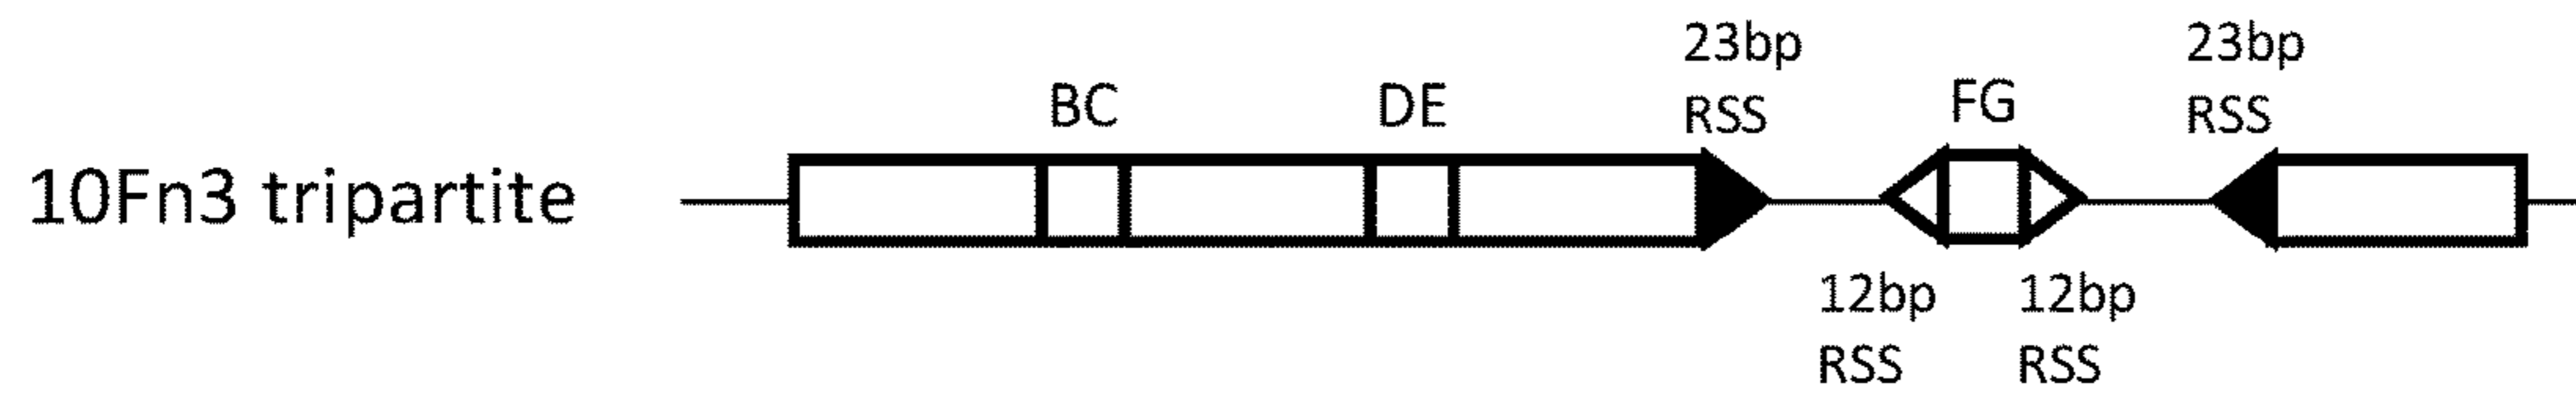 23bp
RSS
23bp
RSS
BC
DE
FG
10Fn3 tripartite
12bp
RSS
12bp
RSS